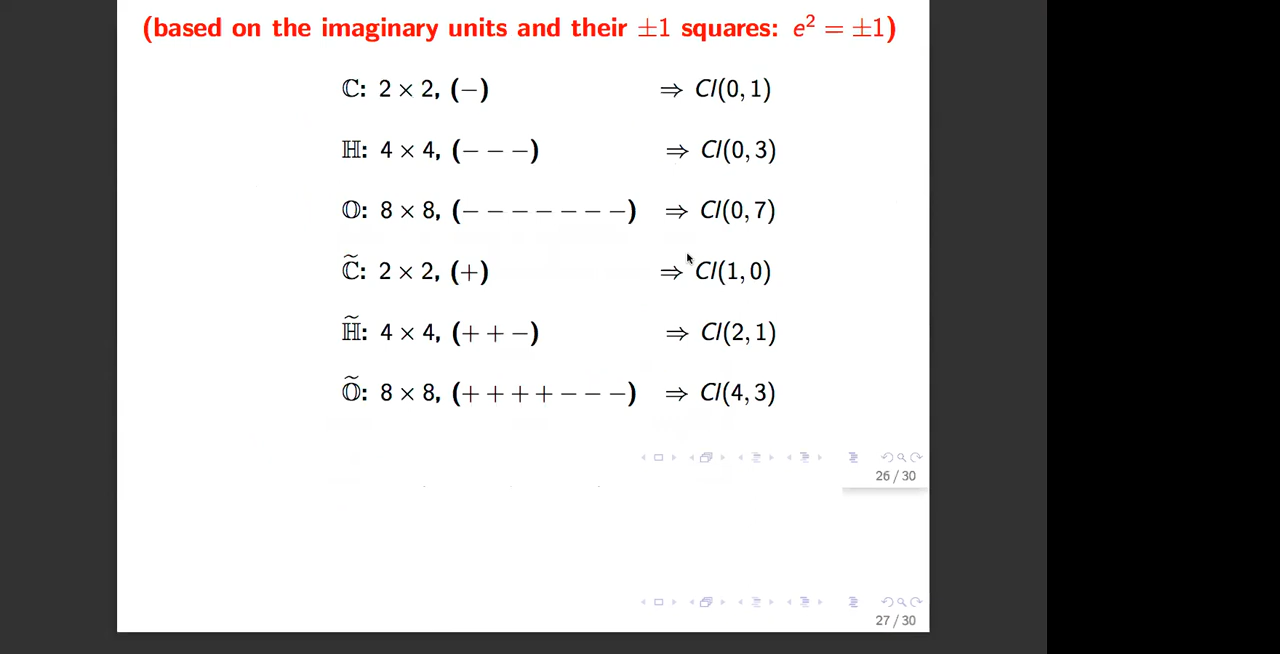 (based on the imaginary units and their ±1 squares: e² = ±1)
ℂ: 2 × 2, (−) ⇒ Cl(0, 1)
ℍ: 4 × 4, (− − −) ⇒ Cl(0, 3)
𝕆: 8 × 8, (− − − − − − −) ⇒ Cl(0, 7)
ℂ̃: 2 × 2, (+) ⇒ Cl(1, 0)
ℍ̃: 4 × 4, (+ + −) ⇒ Cl(2, 1)
𝕆̃: 8 × 8, (+ + + + − − −) ⇒ Cl(4, 3)
26 / 30
27 / 30